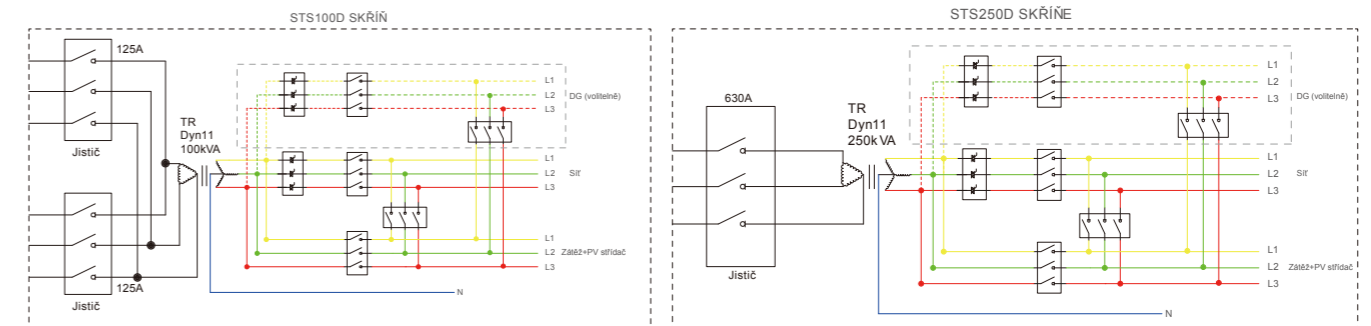 STS100D SKŘÍŇ
125A
Jistič
TR
Dyn11
100kVA
125A
Jistič
L1
L2 DG (volitelně)
L3
L1
L2 Síť
L3
L1
L2 Zátěž+PV střídač
L3
N
STS250D SKŘÍŇE
630A
Jistič
TR
Dyn11
250kVA
L1
L2
DG (volitelně)
L3
L1
L2 Síť
L3
L1
L2 Zátěž+PV střídač
L3
N